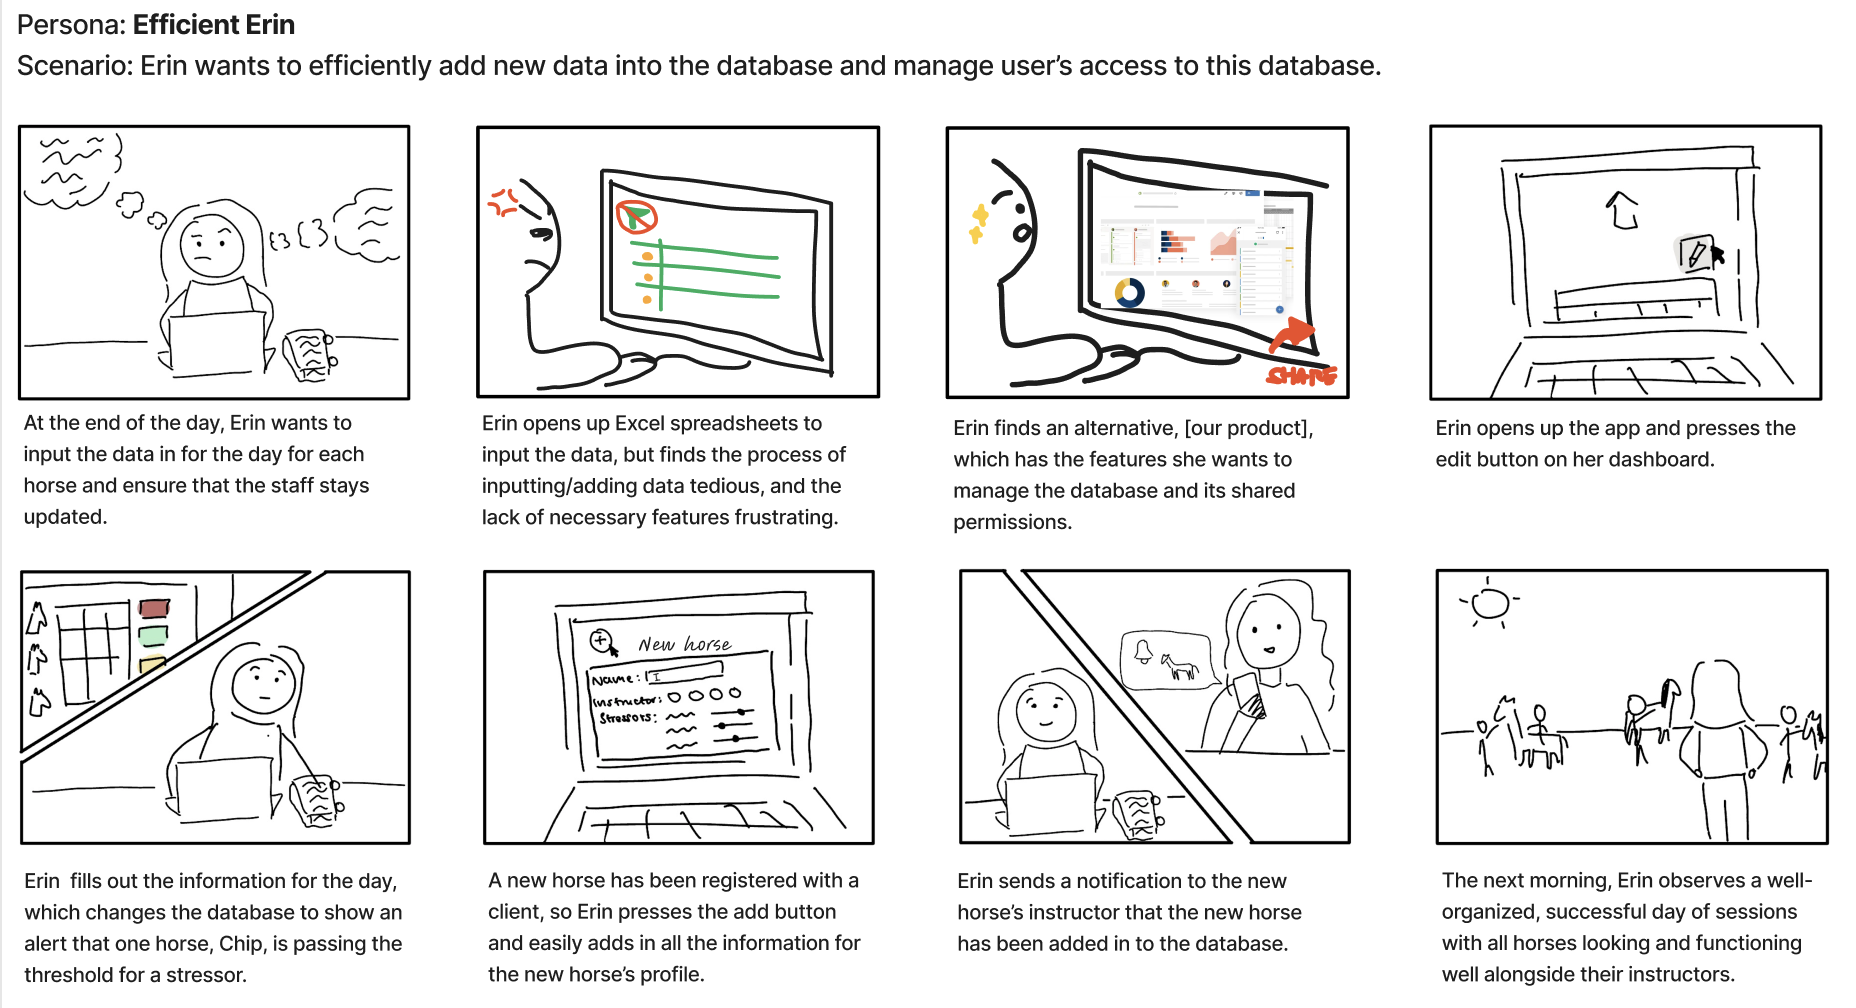 Persona: Efficient Erin
Scenario: Erin wants to efficiently add new data into the database and manage user's access to this database.
SHARE
At the end of the day, Erin wants to
input the data in for the day for each
horse and ensure that the staff stays
updated.
Erin opens up Excel spreadsheets to
input the data, but finds the process of
inputting/adding data tedious, and the
lack of necessary features frustrating.
Erin finds an alternative, [our product],
which has the features she wants to
manage the database and its shared
permissions.
Erin opens up the app and presses the
edit button on her dashboard.
New horse
Name:
Instructor:
Stressors:
Erin  fills out the information for the day,
which changes the database to show an
alert that one horse, Chip, is passing the
threshold for a stressor.
A new horse has been registered with a
client, so Erin presses the add button
and easily adds in all the information for
the new horse's profile.
Erin sends a notification to the new
horse's instructor that the new horse
has been added in to the database.
The next morning, Erin observes a well-
organized, successful day of sessions
with all horses looking and functioning
well alongside their instructors.